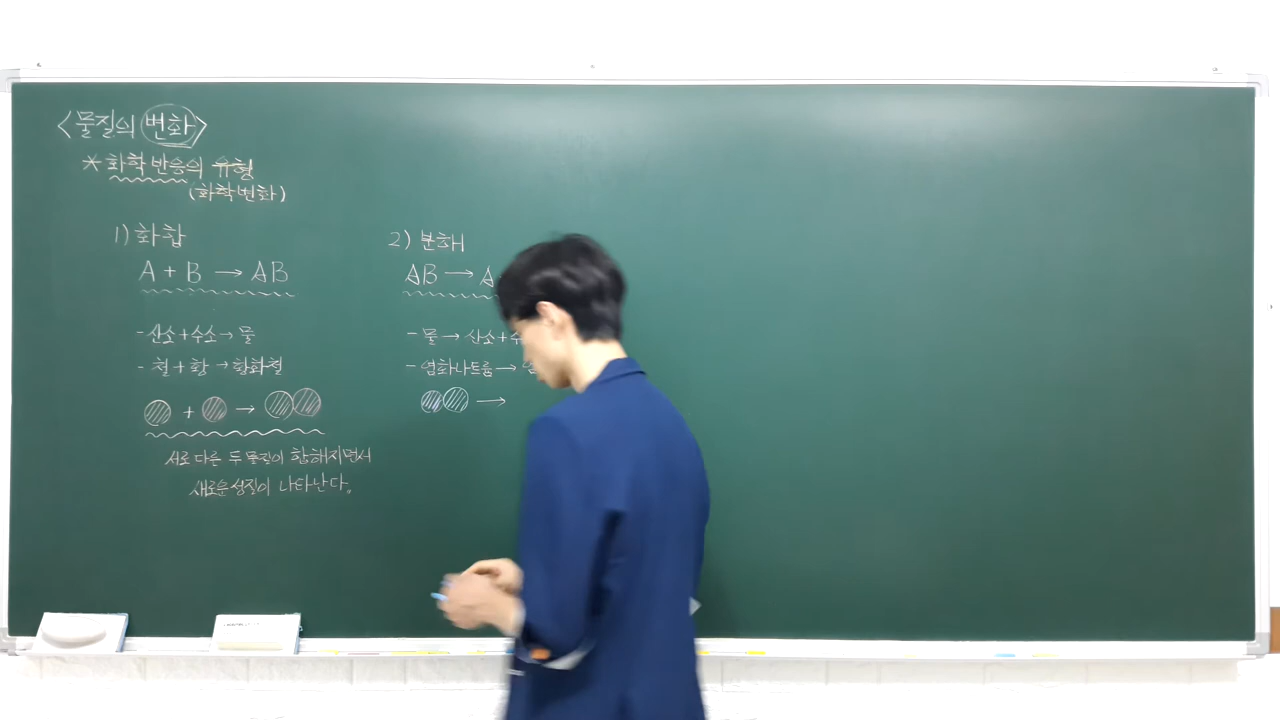 <물질의 변화>
* 화학 반응의 유형
(화학변화)
1) 화합
A + B → AB
- 산소+수소→ 물
- 철 + 황 → 황화철
+ →
서로 다른 두 물질이 합해지면서
새로운 성질이 나타난다.
2) 분해
AB → A
- 물 → 산소+
- 염화나트륨 →
→